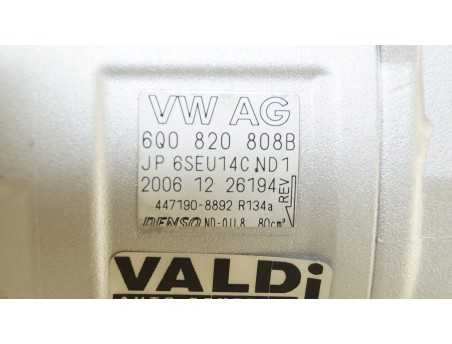 VW AG
6Q0 820 808B
JP 6SEU14C ND1
2006 12 26194
REV
447190-8892 R134a
DENSO ND-OIL8 80cm³
VALDi